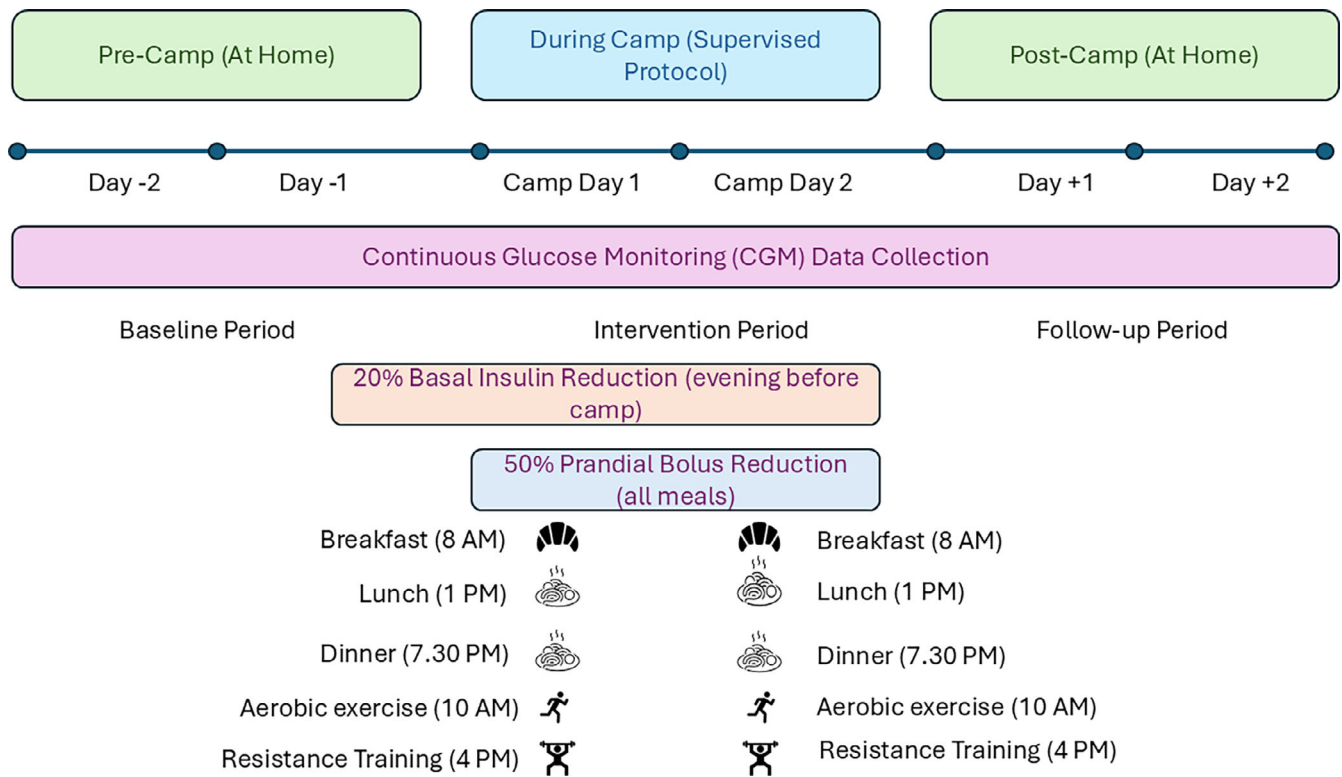 Pre-Camp (At Home)
During Camp (Supervised
Protocol)
Post-Camp (At Home)
Day -2
Day -1
Camp Day 1
Camp Day 2
Day +1
Day +2
Continuous Glucose Monitoring (CGM) Data Collection
Baseline Period
Intervention Period
Follow-up Period
20% Basal Insulin Reduction (evening before
camp)
50% Prandial Bolus Reduction
(all meals)
Breakfast (8 AM)
Breakfast (8 AM)
Lunch (1 PM)
Lunch (1 PM)
Dinner (7.30 PM)
Dinner (7.30 PM)
Aerobic exercise (10 AM)
Aerobic exercise (10 AM)
Resistance Training (4 PM)
Resistance Training (4 PM)